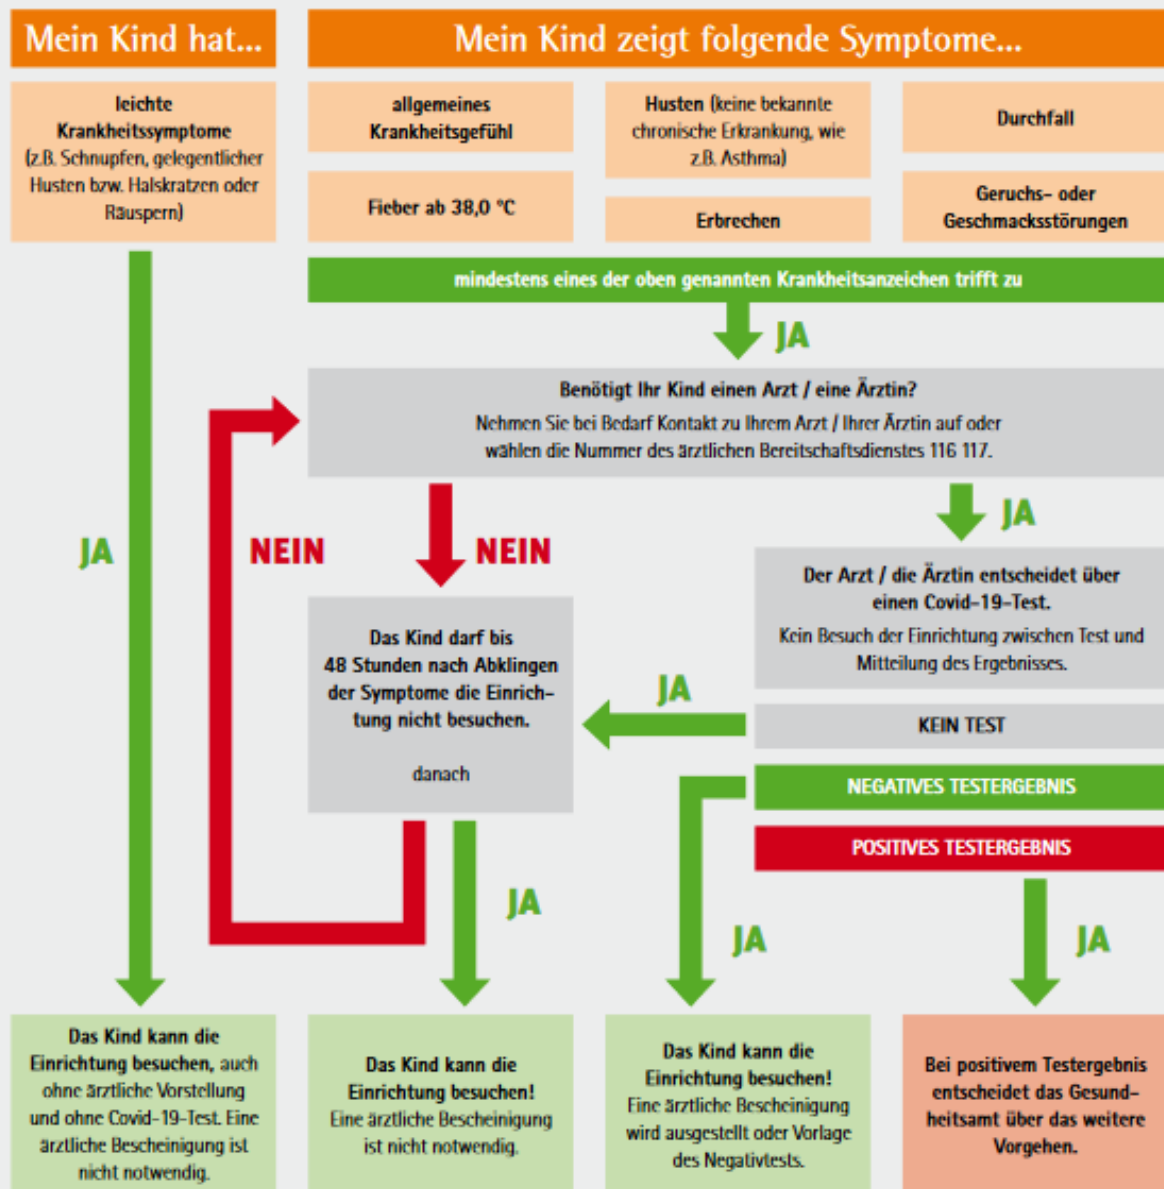 Mein Kind hat...
Mein Kind zeigt folgende Symptome...
leichte
Krankheitssymptome
(z.B. Schnupfen, gelegentlicher
Husten bzw. Halskratzen oder
Räuspern)
allgemeines
Krankheitsgefühl
Husten (keine bekannte
chronische Erkrankung, wie
z.B. Asthma)
Durchfall
Fieber ab 38,0 °C
Erbrechen
Geruchs- oder
Geschmacksstörungen
mindestens eines der oben genannten Krankheitsanzeichen trifft zu
JA
Benötigt Ihr Kind einen Arzt / eine Ärztin?
Nehmen Sie bei Bedarf Kontakt zu Ihrem Arzt / Ihrer Ärztin auf oder
wählen die Nummer des ärztlichen Bereitschaftsdienstes 116 117.
JA
NEIN
NEIN
JA
Der Arzt / die Ärztin entscheidet über
einen Covid-19-Test.
Kein Besuch der Einrichtung zwischen Test und
Mitteilung des Ergebnisses.
Das Kind darf bis
48 Stunden nach Abklingen
der Symptome die Einrich-
tung nicht besuchen.
danach
JA
KEIN TEST
NEGATIVES TESTERGEBNIS
POSITIVES TESTERGEBNIS
JA
JA
JA
Das Kind kann die
Einrichtung besuchen, auch
ohne ärztliche Vorstellung
und ohne Covid-19-Test. Eine
ärztliche Bescheinigung ist
nicht notwendig.
Das Kind kann die
Einrichtung besuchen!
Eine ärztliche Bescheinigung
ist nicht notwendig.
Das Kind kann die
Einrichtung besuchen!
Eine ärztliche Bescheinigung
wird ausgestellt oder Vorlage
des Negativtests.
Bei positivem Testergebnis
entscheidet das Gesund-
heitsamt über das weitere
Vorgehen.